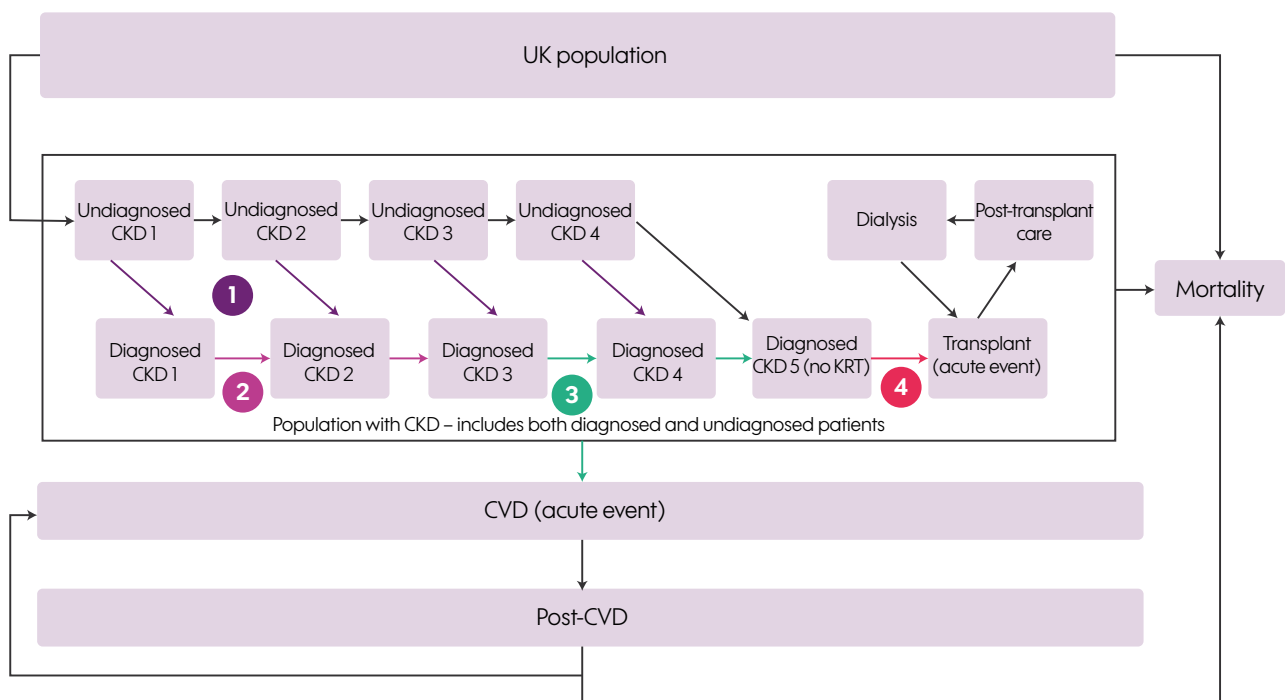 UK population
Undiagnosed
CKD 1
Undiagnosed
CKD 2
Undiagnosed
CKD 3
Undiagnosed
CKD 4
Dialysis
Post-transplant
care
1
Mortality
Diagnosed
CKD 1
Diagnosed
CKD 2
Diagnosed
CKD 3
Diagnosed
CKD 4
Diagnosed
CKD 5 (no KRT)
Transplant
(acute event)
2
3
4
Population with CKD – includes both diagnosed and undiagnosed patients
CVD (acute event)
Post-CVD